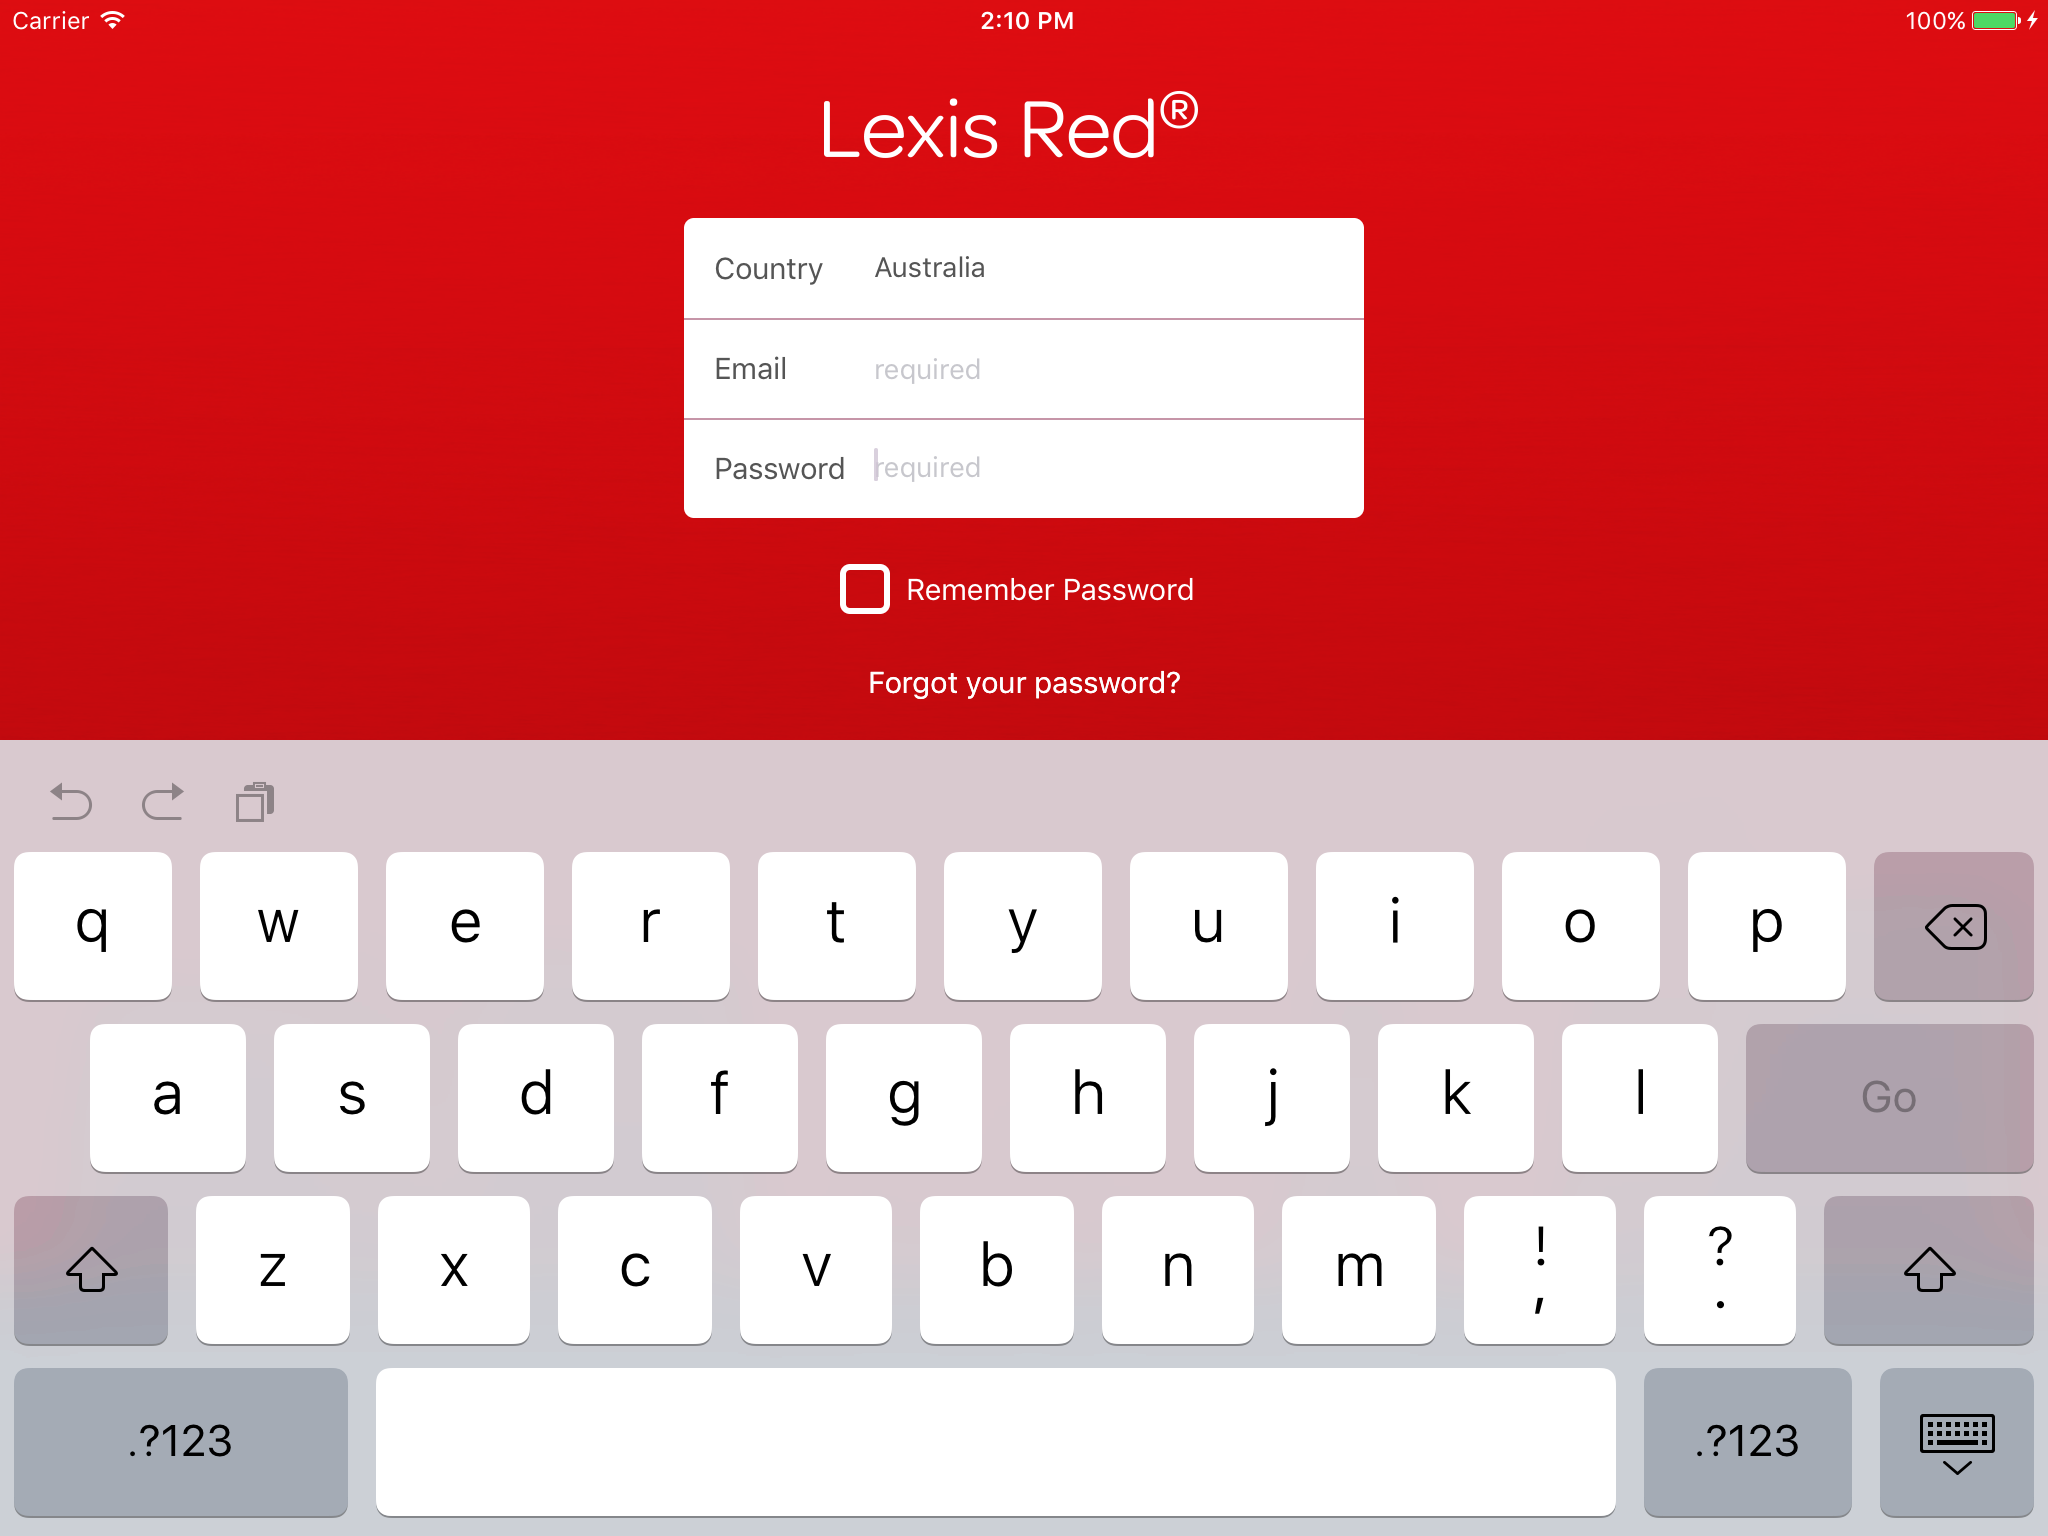 Carrier 2:10 PM 100%
Lexis Red®
Country Australia
Email required
Password required
Remember Password
Forgot your password?
q w e r t y u i o p
a s d f g h j k l Go
z x c v b n m ! , ? .
.?123 .?123